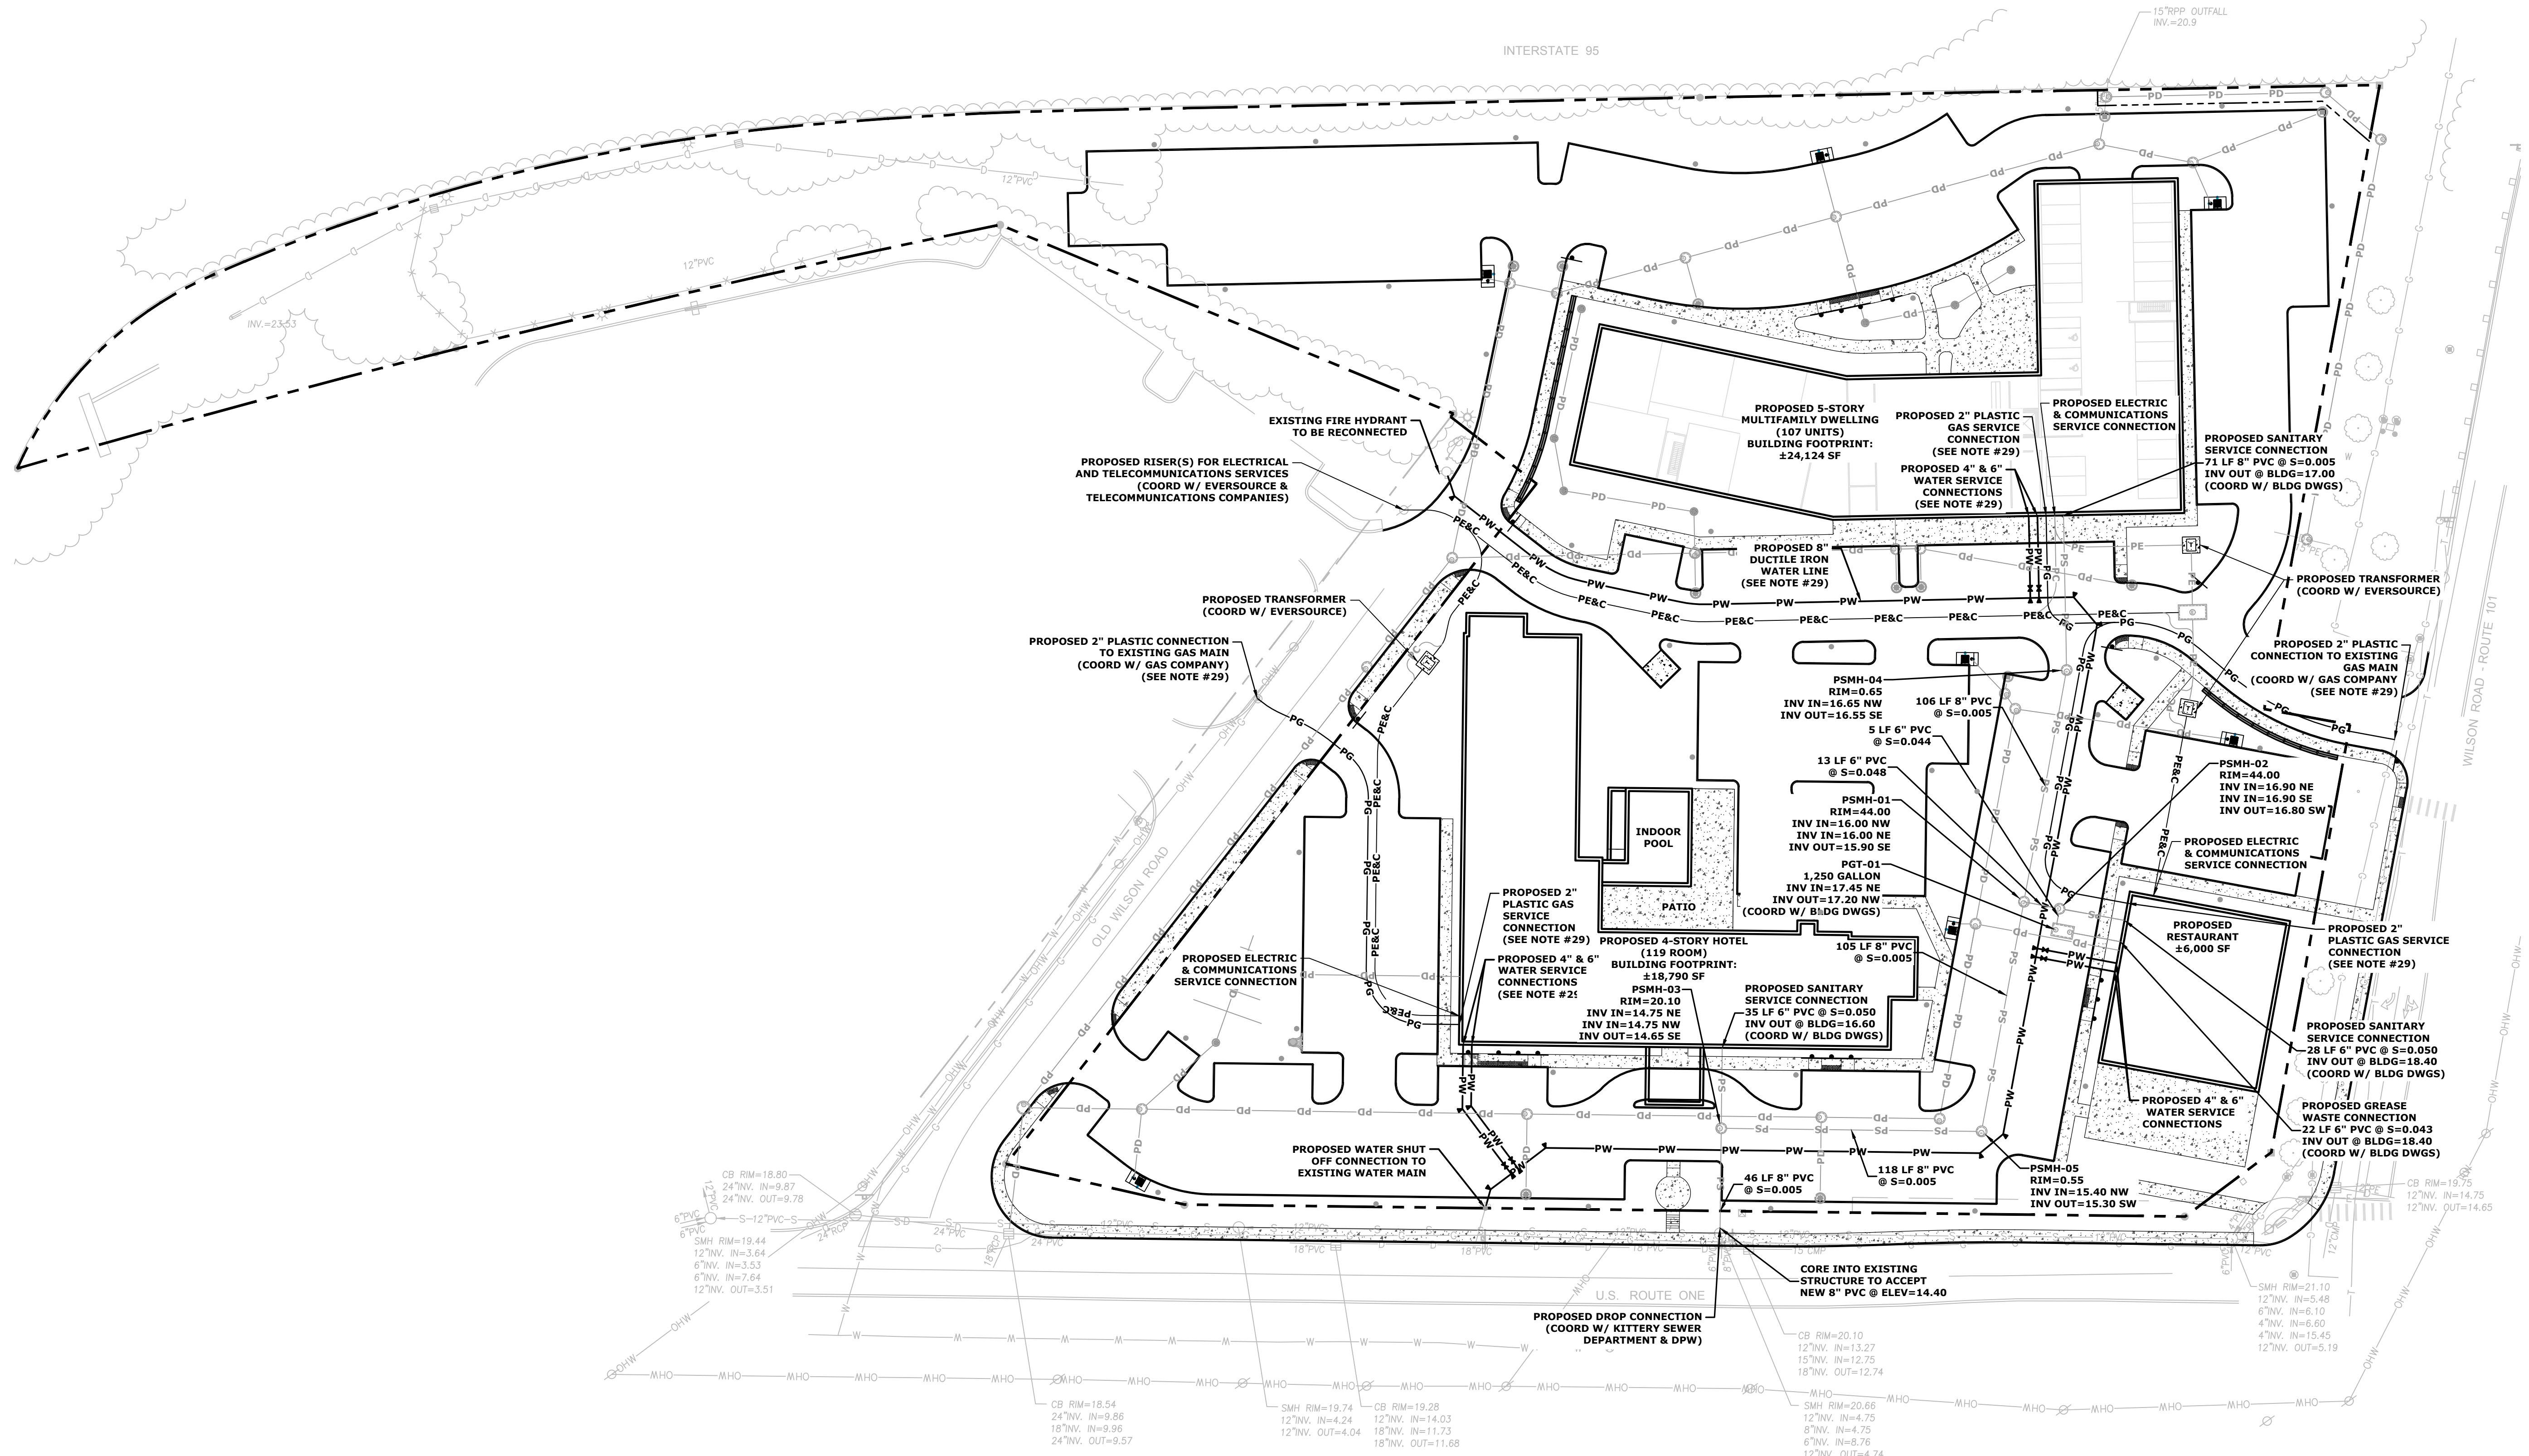 15"RPP OUTFALL
INV.=20.9
INTERSTATE 95
12"PVC
12"PVC
INV.=23.53
EXISTING FIRE HYDRANT
TO BE RECONNECTED
PROPOSED RISER(S) FOR ELECTRICAL
AND TELECOMMUNICATIONS SERVICES
(COORD W/ EVERSOURCE &
TELECOMMUNICATIONS COMPANIES)
PROPOSED 5-STORY
MULTIFAMILY DWELLING
(107 UNITS)
BUILDING FOOTPRINT:
±24,124 SF
PROPOSED 2" PLASTIC
GAS SERVICE
CONNECTION
(SEE NOTE #29)
PROPOSED 4" & 6"
WATER SERVICE
CONNECTIONS
(SEE NOTE #29)
PROPOSED ELECTRIC
& COMMUNICATIONS
SERVICE CONNECTION
PROPOSED SANITARY
SERVICE CONNECTION
71 LF 8" PVC @ S=0.005
INV OUT @ BLDG=17.00
(COORD W/ BLDG DWGS)
PROPOSED 8"
DUCTILE IRON
WATER LINE
(SEE NOTE #29)
PROPOSED TRANSFORMER
(COORD W/ EVERSOURCE)
PROPOSED TRANSFORMER
(COORD W/ EVERSOURCE)
PROPOSED 2" PLASTIC CONNECTION
TO EXISTING GAS MAIN
(COORD W/ GAS COMPANY)
(SEE NOTE #29)
PROPOSED 2" PLASTIC
CONNECTION TO EXISTING
GAS MAIN
(COORD W/ GAS COMPANY
(SEE NOTE #29)
WILSON ROAD - ROUTE 101
PSMH-04
RIM=0.65
INV IN=16.65 NW
INV OUT=16.55 SE
106 LF 8" PVC
@ S=0.005
5 LF 6" PVC
@ S=0.044
13 LF 6" PVC
@ S=0.048
PSMH-01
RIM=44.00
INV IN=16.00 NW
INV IN=16.00 NE
INV OUT=15.90 SE
PGT-01
1,250 GALLON
INV IN=17.45 NE
INV OUT=17.20 NW
(COORD W/ BLDG DWGS)
PSMH-02
RIM=44.00
INV IN=16.90 NE
INV IN=16.90 SE
INV OUT=16.80 SW
PROPOSED ELECTRIC
& COMMUNICATIONS
SERVICE CONNECTION
INDOOR
POOL
PATIO
OLD WILSON ROAD
PROPOSED 2"
PLASTIC GAS
SERVICE
CONNECTION
(SEE NOTE #29)
PROPOSED 4-STORY HOTEL
(119 ROOM)
BUILDING FOOTPRINT:
±18,790 SF
105 LF 8" PVC
@ S=0.005
PROPOSED
RESTAURANT
±6,000 SF
PROPOSED 2"
PLASTIC GAS SERVICE
CONNECTION
(SEE NOTE #29)
PROPOSED ELECTRIC
& COMMUNICATIONS
SERVICE CONNECTION
PROPOSED 4" & 6"
WATER SERVICE
CONNECTIONS
(SEE NOTE #29
PSMH-03
RIM=20.10
INV IN=14.75 NE
INV IN=14.75 NW
INV OUT=14.65 SE
PROPOSED SANITARY
SERVICE CONNECTION
35 LF 6" PVC @ S=0.050
INV OUT @ BLDG=16.60
(COORD W/ BLDG DWGS)
PROPOSED SANITARY
SERVICE CONNECTION
28 LF 6" PVC @ S=0.050
INV OUT @ BLDG=18.40
(COORD W/ BLDG DWGS)
PROPOSED 4" & 6"
WATER SERVICE
CONNECTIONS
PROPOSED GREASE
WASTE CONNECTION
22 LF 6" PVC @ S=0.043
INV OUT @ BLDG=18.40
(COORD W/ BLDG DWGS)
PROPOSED WATER SHUT
OFF CONNECTION TO
EXISTING WATER MAIN
46 LF 8" PVC
@ S=0.005
118 LF 8" PVC
@ S=0.005
PSMH-05
RIM=0.55
INV IN=15.40 NW
INV OUT=15.30 SW
CB RIM=18.80
24"INV. IN=9.87
24"INV. OUT=9.78
CB RIM=19.75
12"INV. IN=14.75
12"INV. OUT=14.65
SMH RIM=19.44
12"INV. IN=3.64
6"INV. IN=3.53
6"INV. IN=7.64
12"INV. OUT=3.51
CORE INTO EXISTING
STRUCTURE TO ACCEPT
NEW 8" PVC @ ELEV=14.40
U.S. ROUTE ONE
PROPOSED DROP CONNECTION
(COORD W/ KITTERY SEWER
DEPARTMENT & DPW)
SMH RIM=21.10
12"INV. IN=5.48
6"INV. IN=6.10
4"INV. IN=6.60
4"INV. IN=15.45
12"INV. OUT=5.19
CB RIM=20.10
12"INV. IN=13.27
15"INV. IN=12.75
18"INV. OUT=12.74
CB RIM=18.54
24"INV. IN=9.86
18"INV. IN=9.96
24"INV. OUT=9.57
SMH RIM=19.74
12"INV. IN=4.24
12"INV. OUT=4.04
CB RIM=19.28
12"INV. IN=14.03
18"INV. IN=11.73
18"INV. OUT=11.68
SMH RIM=20.66
12"INV. IN=4.75
8"INV. IN=4.75
6"INV. IN=8.76
12"INV. OUT=4.74